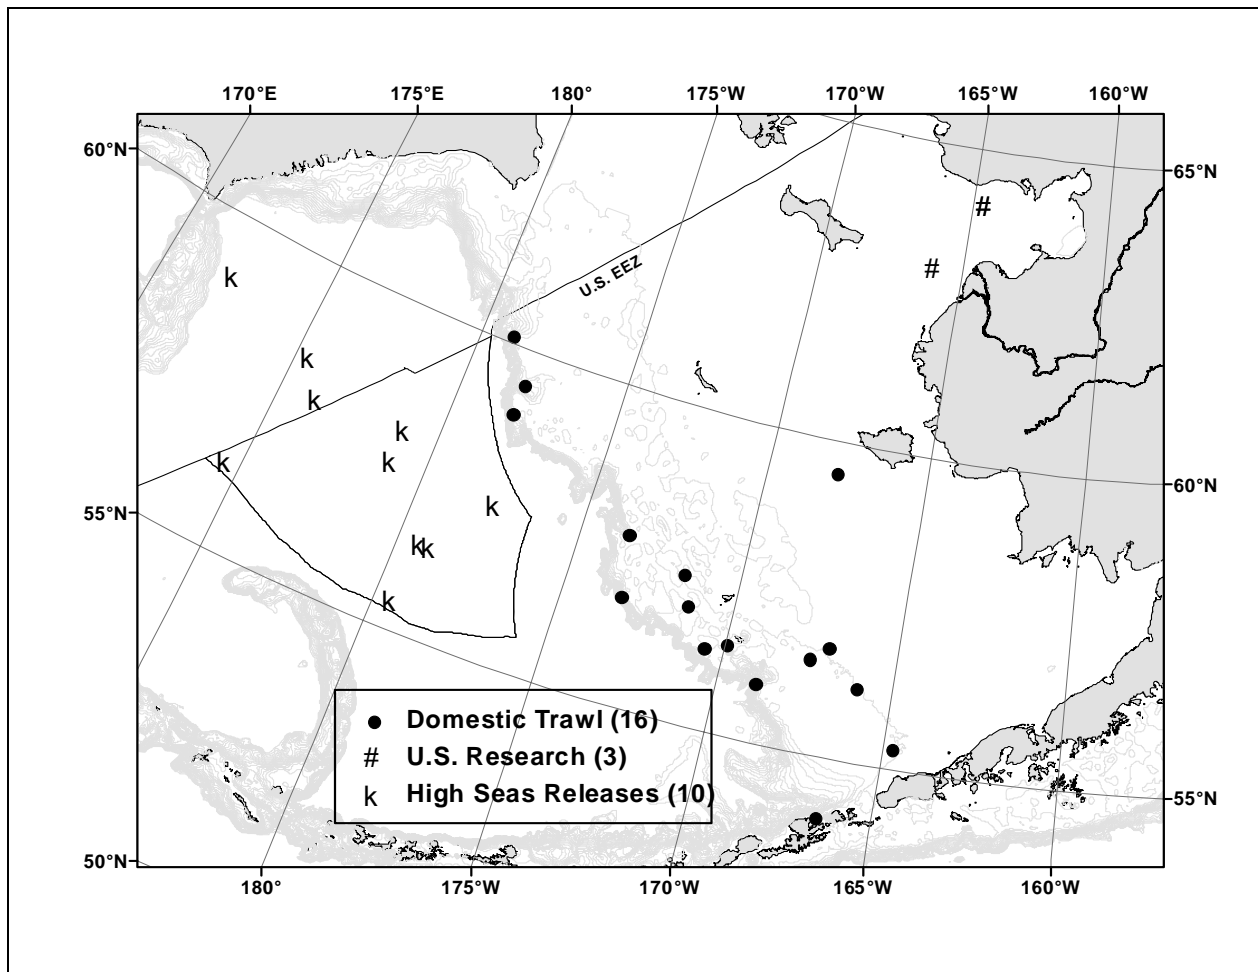 170°E 175°E 180° 175°W 170°W 165°W 160°W
60°N
65°N
#
#
U.S. EEZ
k
k
k
k
k
k
k
k k
k
55°N
60°N
● Domestic Trawl (16)
# U.S. Research (3)
k High Seas Releases (10)
55°N
50°N
180° 175°W 170°W 165°W 160°W